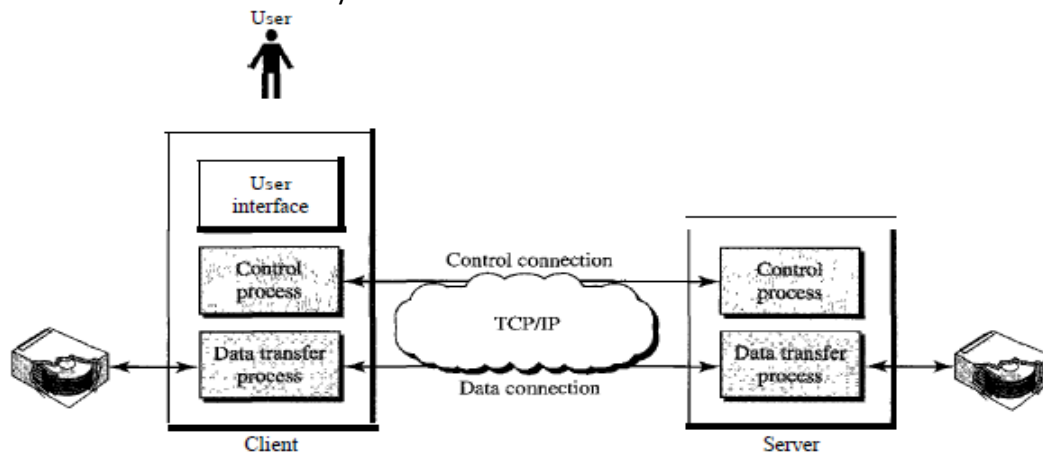 User
User
interface
Control
process
Data transfer
process
Client
Control connection
TCP/IP
Data connection
Control
process
Data transfer
process
Server